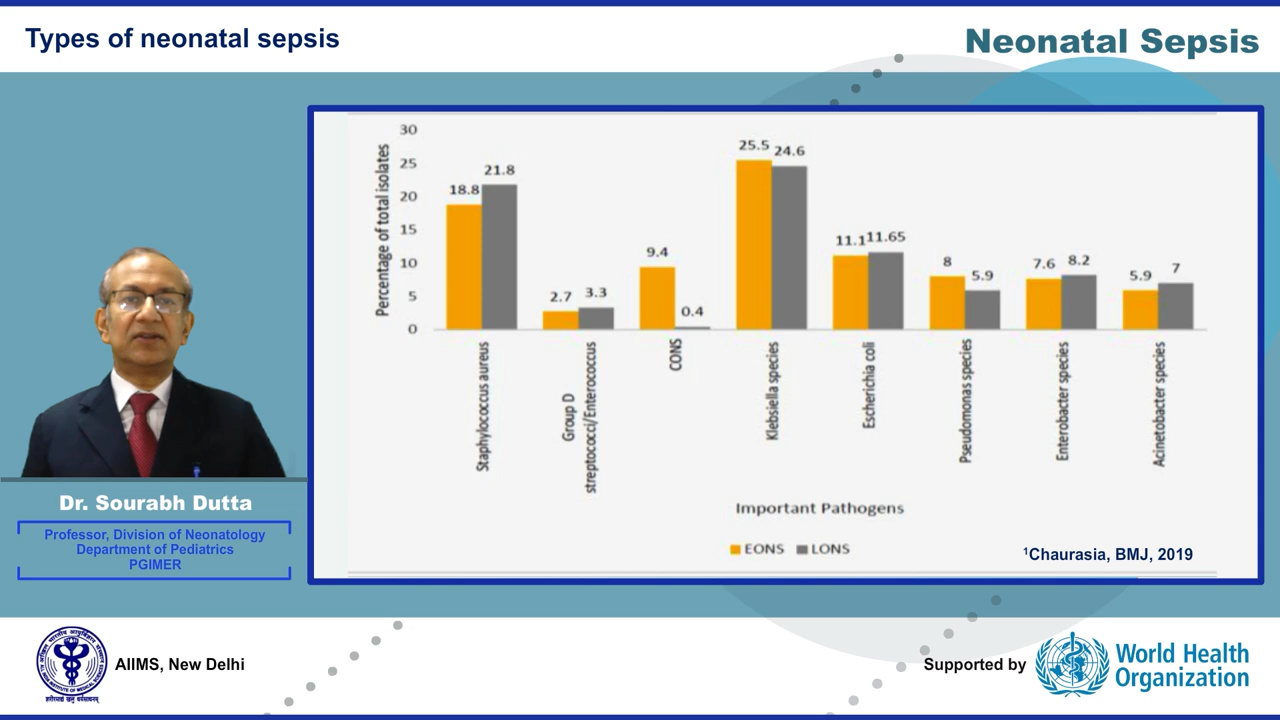 Types of neonatal sepsis
Neonatal Sepsis
Percentage of total isolates
30
25
20
15
10
5
0
18.8
21.8
2.7
3.3
9.4
0.4
25.5
24.6
11.1
11.65
8
5.9
7.6
8.2
5.9
7
Staphylococcus aureus
Group D
streptococci/Enterococcus
CONS
Klebsiella species
Escherichia coli
Pseudomonas species
Enterobacter species
Acinetobacter species
Important Pathogens
EONS
LONS
¹Chaurasia, BMJ, 2019
Dr. Sourabh Dutta
Professor, Division of Neonatology
Department of Pediatrics
PGIMER
AIIMS, New Delhi
Supported by
World Health
Organization